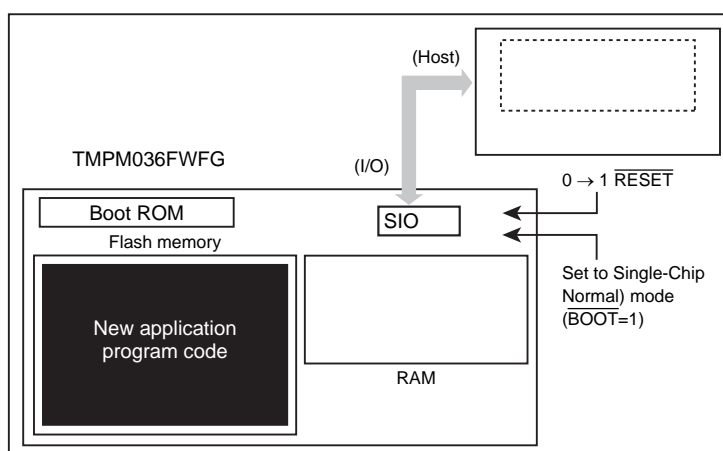 (Host)
TMPM036FWFG
(I/O)
0 → 1 RESET
Boot ROM
SIO
Flash memory
Set to Single-Chip
Normal) mode
(BOOT=1)
New application
program code
RAM